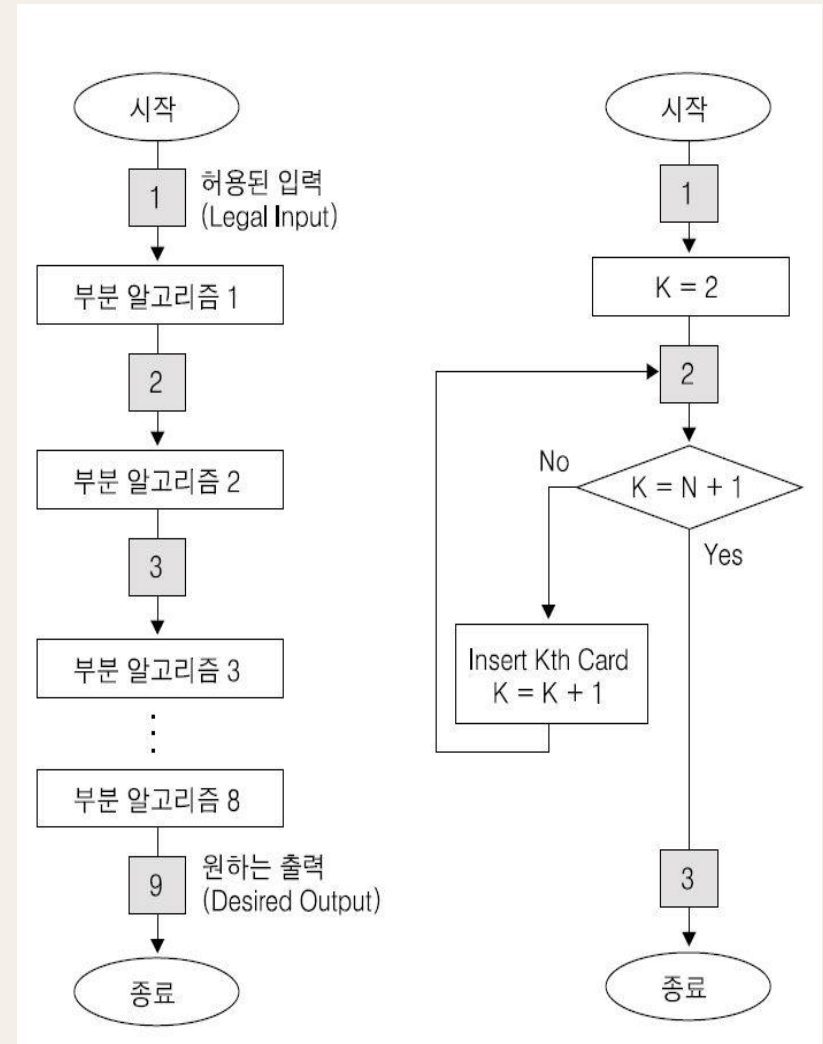 시작
1
허용된 입력
(Legal Input)
부분 알고리즘 1
2
부분 알고리즘 2
3
부분 알고리즘 3
⋮
부분 알고리즘 8
9
원하는 출력
(Desired Output)
종료
시작
1
K = 2
2
K = N + 1
No
Yes
Insert Kth Card
K = K + 1
3
종료